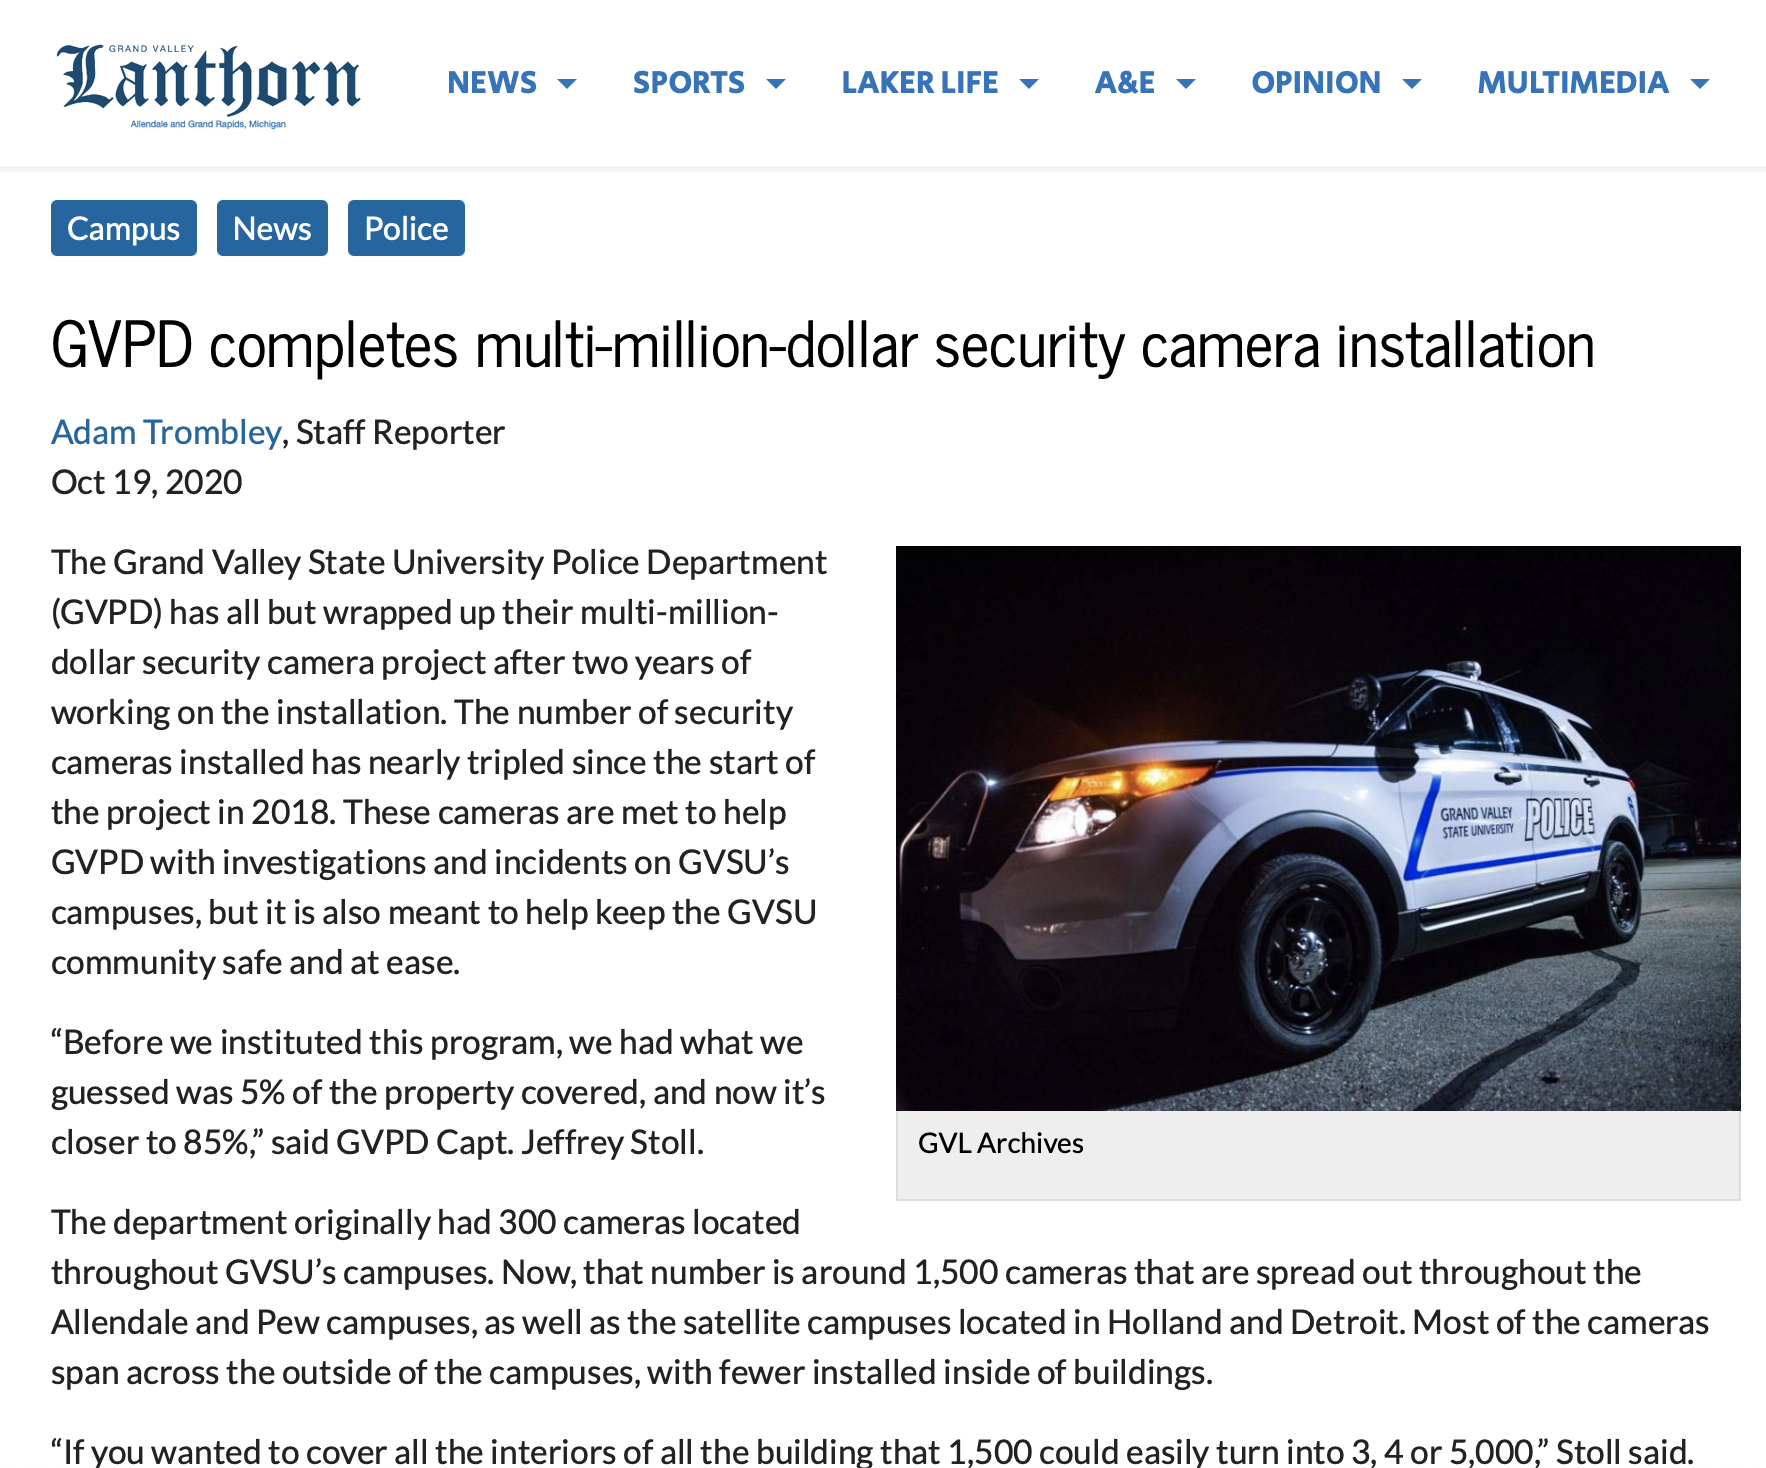 GRAND VALLEY
Lanthorn
Allendale and Grand Rapids, Michigan
NEWS
SPORTS
LAKER LIFE
A&E
OPINION
MULTIMEDIA
Campus
News
Police
GVPD completes multi-million-dollar security camera installation
Adam Trombley, Staff Reporter
Oct 19, 2020
The Grand Valley State University Police Department
(GVPD) has all but wrapped up their multi-million-
dollar security camera project after two years of
working on the installation. The number of security
cameras installed has nearly tripled since the start of
the project in 2018. These cameras are met to help
GVPD with investigations and incidents on GVSU’s
campuses, but it is also meant to help keep the GVSU
community safe and at ease.
GRAND VALLEY
STATE UNIVERSITY
POLICE
GVL Archives
“Before we instituted this program, we had what we
guessed was 5% of the property covered, and now it’s
closer to 85%,” said GVPD Capt. Jeffrey Stoll.
The department originally had 300 cameras located
throughout GVSU’s campuses. Now, that number is around 1,500 cameras that are spread out throughout the
Allendale and Pew campuses, as well as the satellite campuses located in Holland and Detroit. Most of the cameras
span across the outside of the campuses, with fewer installed inside of buildings.
“If you wanted to cover all the interiors of all the building that 1,500 could easily turn into 3, 4 or 5,000,” Stoll said.